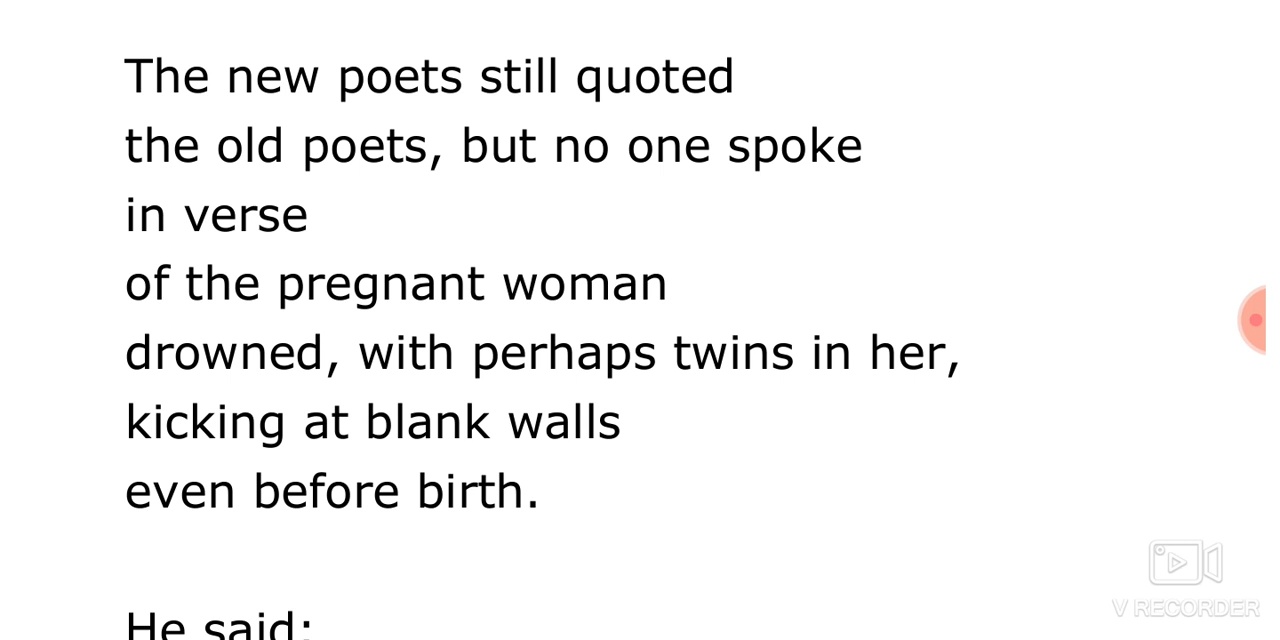 The new poets still quoted
the old poets, but no one spoke
in verse
of the pregnant woman
drowned, with perhaps twins in her,
kicking at blank walls
even before birth.
He said:
V RECORDER